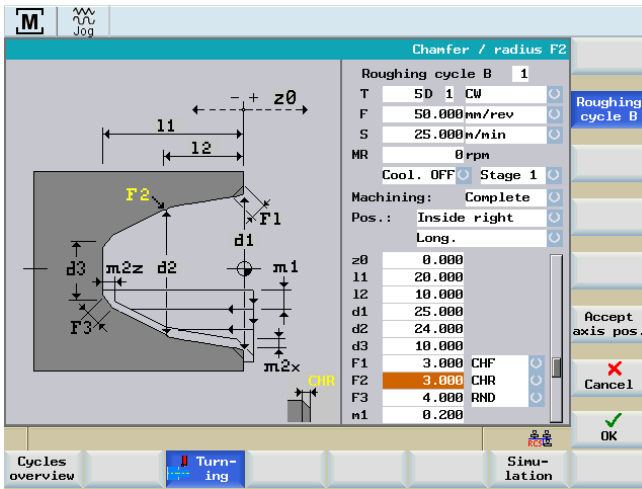 M
Jog
Chamfer / radius F2
Roughing cycle B 1
T 5 D 1 CW
F 50.000 mm/rev
S 25.000 m/min
MR 0 rpm
Cool. OFF Stage 1
Machining: Complete
Pos.: Inside right
Long.
z0 0.000
l1 20.000
l2 10.000
d1 25.000
d2 24.000
d3 10.000
F1 3.000 CHF
F2 3.000 CHR
F3 4.000 RND
m1 0.200
- + z0
l1
l2
F2
F1
d1
d3 m2z d2 m1
F3
m2x
CHR
Roughing
cycle B
Accept
axis pos.
Cancel
OK
Cycles
overview
Turn-
ing
Simu-
lation